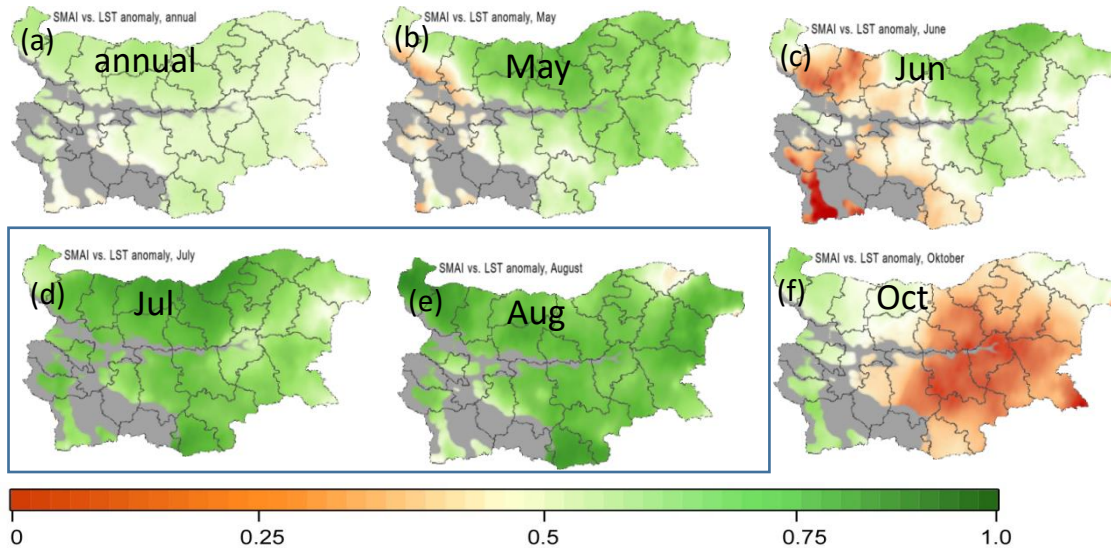 SMAI vs. LST anomaly, annual
(a)
annual
SMAI vs. LST anomaly, May
(b)
May
SMAI vs. LST anomaly, June
(c)
Jun
SMAI vs. LST anomaly, July
(d)
Jul
SMAI vs. LST anomaly, August
(e)
Aug
SMAI vs. LST anomaly, Oktober
(f)
Oct
0 0.25 0.5 0.75 1.0